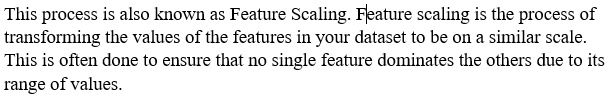 This process is also known as Feature Scaling. Feature scaling is the process of
transforming the values of the features in your dataset to be on a similar scale.
This is often done to ensure that no single feature dominates the others due to its
range of values.